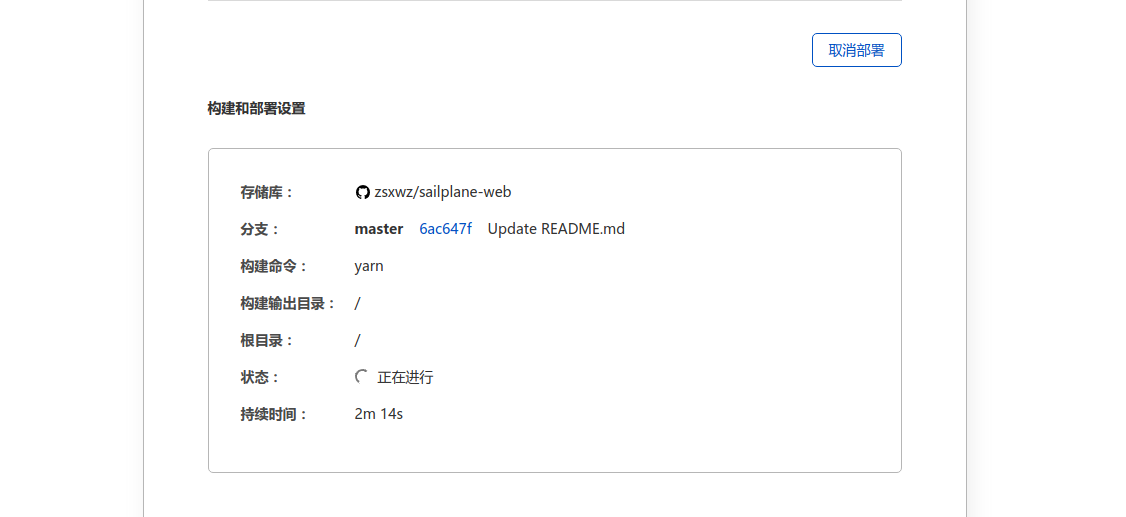 取消部署
构建和部署设置
存储库： zsxwz/sailplane-web
分支： master 6ac647f Update README.md
构建命令： yarn
构建输出目录： /
根目录： /
状态： 正在进行
持续时间： 2m 14s